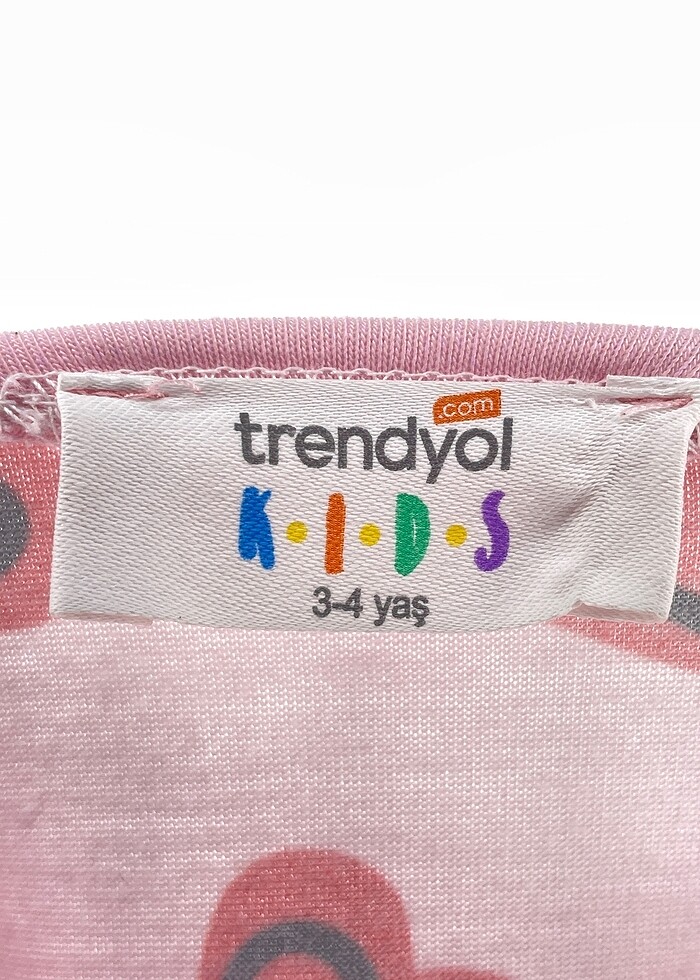 .com
trendyol
K•I•D•S
3-4 yaş